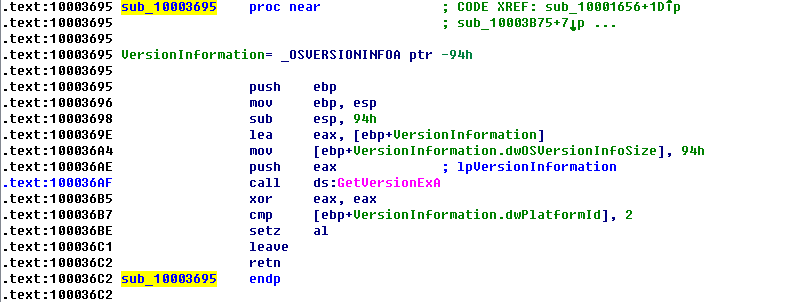 .text:10003695 sub_10003695 proc near ; CODE XREF: sub_10001656+1D↑p
.text:10003695 ; sub_10003B75+7↓p ...
.text:10003695
.text:10003695 VersionInformation= _OSVERSIONINFOA ptr -94h
.text:10003695
.text:10003695 push ebp
.text:10003696 mov ebp, esp
.text:10003698 sub esp, 94h
.text:1000369E lea eax, [ebp+VersionInformation]
.text:100036A4 mov [ebp+VersionInformation.dwOSVersionInfoSize], 94h
.text:100036AE push eax ; lpVersionInformation
.text:100036AF call ds:GetVersionExA
.text:100036B5 xor eax, eax
.text:100036B7 cmp [ebp+VersionInformation.dwPlatformId], 2
.text:100036BE setz al
.text:100036C1 leave
.text:100036C2 retn
.text:100036C2 sub_10003695 endp
.text:100036C2